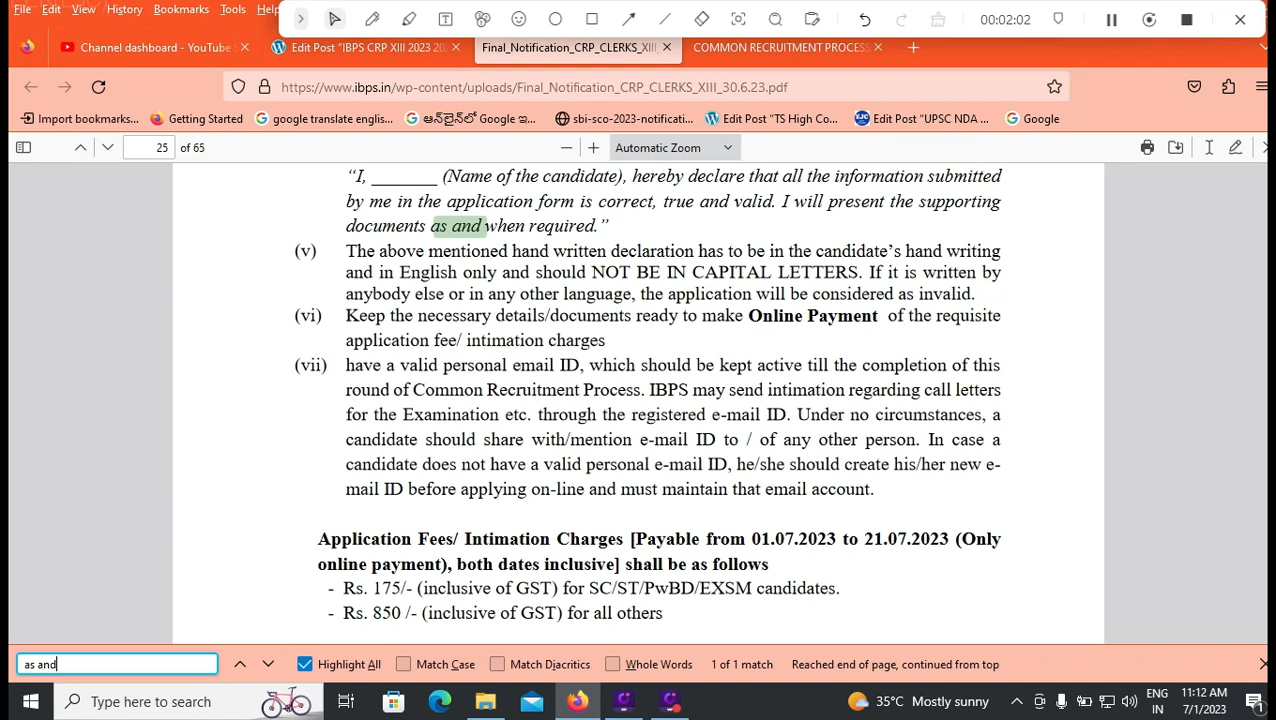 File Edit View History Bookmarks Tools Help
00:02:02
Channel dashboard - YouTube
Edit Post "IBPS CRP XIII 2023 202
Final_Notification_CRP_CLERKS_XIII
COMMON RECRUITMENT PROCESS
https://www.ibps.in/wp-content/uploads/Final_Notification_CRP_CLERKS_XIII_30.6.23.pdf
Import bookmarks...
Getting Started
google translate englis...
ఆన్‌లైన్‌లో Google ఇ...
sbi-sco-2023-notificati...
Edit Post "TS High Co...
Edit Post "UPSC NDA ...
Google
25 of 65
Automatic Zoom
"I, _______ (Name of the candidate), hereby declare that all the information submitted
by me in the application form is correct, true and valid. I will present the supporting
documents as and when required."
(v) The above mentioned hand written declaration has to be in the candidate's hand writing
and in English only and should NOT BE IN CAPITAL LETTERS. If it is written by
anybody else or in any other language, the application will be considered as invalid.
(vi) Keep the necessary details/documents ready to make Online Payment of the requisite
application fee/ intimation charges
(vii) have a valid personal email ID, which should be kept active till the completion of this
round of Common Recruitment Process. IBPS may send intimation regarding call letters
for the Examination etc. through the registered e-mail ID. Under no circumstances, a
candidate should share with/mention e-mail ID to / of any other person. In case a
candidate does not have a valid personal e-mail ID, he/she should create his/her new e-
mail ID before applying on-line and must maintain that email account.
Application Fees/ Intimation Charges [Payable from 01.07.2023 to 21.07.2023 (Only
online payment), both dates inclusive] shall be as follows
- Rs. 175/- (inclusive of GST) for SC/ST/PwBD/EXSM candidates.
- Rs. 850 /- (inclusive of GST) for all others
as and
Highlight All
Match Case
Match Diacritics
Whole Words
1 of 1 match
Reached end of page, continued from top
Type here to search
35°C Mostly sunny
ENG
IN
11:12 AM
7/1/2023